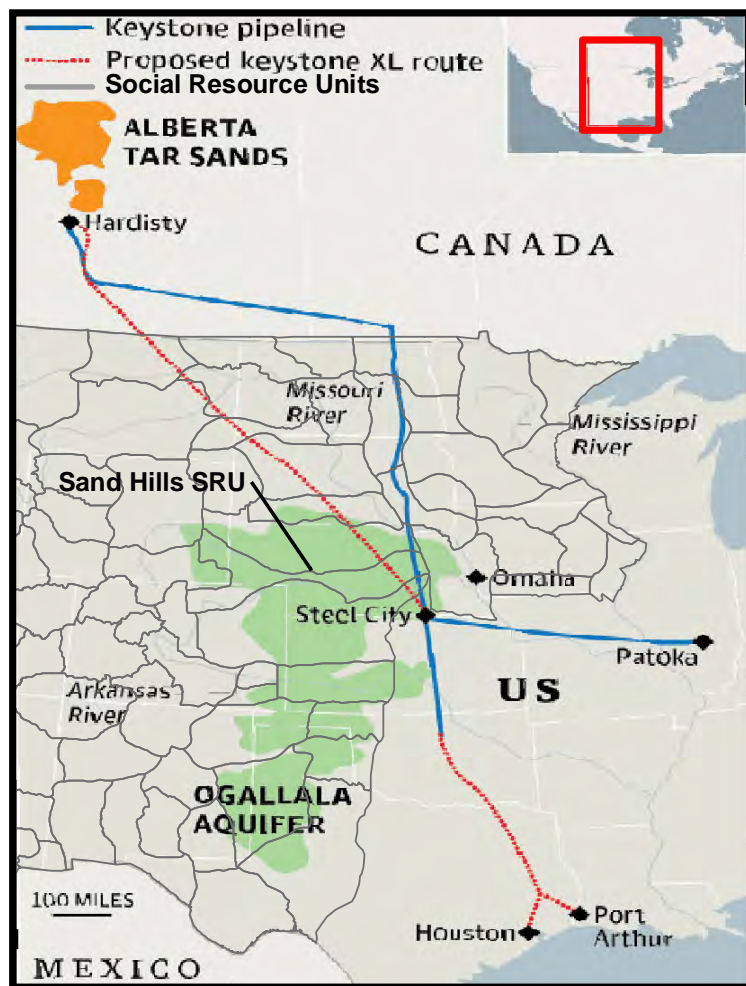 Keystone pipeline
Proposed keystone XL route
Social Resource Units
ALBERTA
TAR SANDS
Hardisty
CANADA
Missouri
River
Mississippi
River
Sand Hills SRU
Omaha
Steel City
Patoka
US
Arkansas
River
OGALLALA
AQUIFER
100 MILES
Houston
Port
Arthur
MEXICO